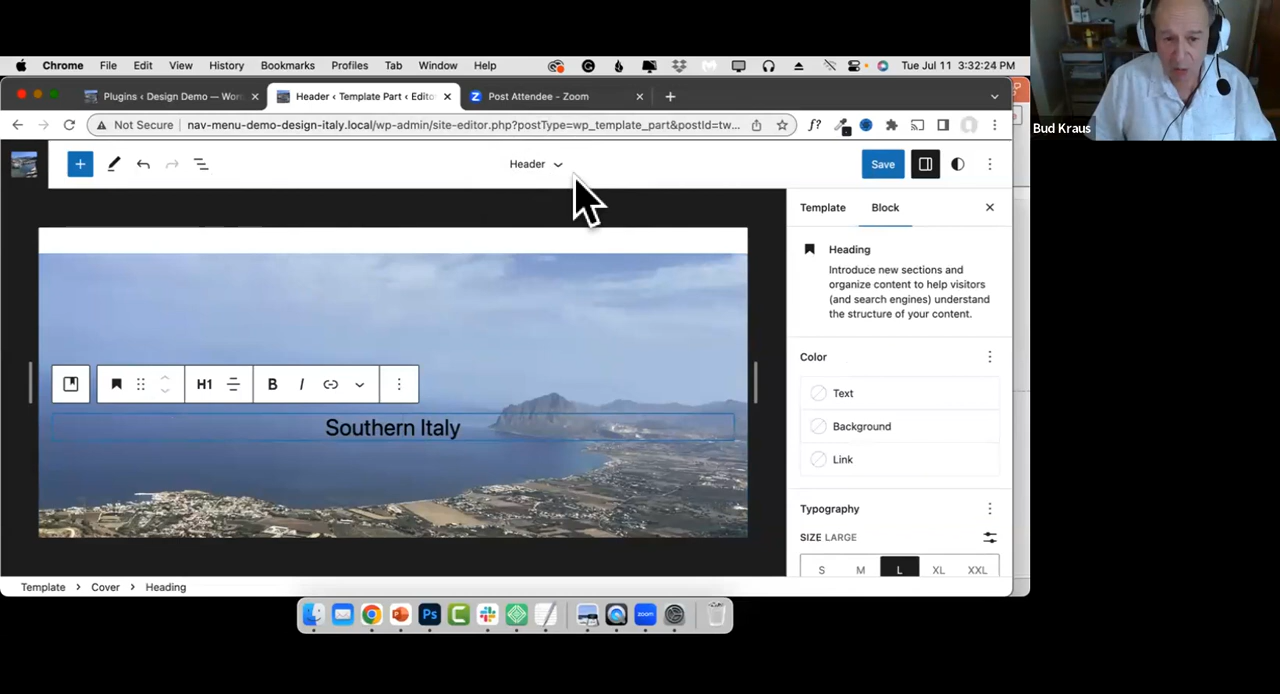 Chrome File Edit View History Bookmarks Profiles Tab Window Help Tue Jul 11 3:32:24 PM
Plugins ‹ Design Demo — Wor Header ‹ Template Part ‹ Edito Post Attendee - Zoom
Not Secure nav-menu-demo-design-italy.local/wp-admin/site-editor.php?postType=wp_template_part&postId=tw...
Bud Kraus
Header Save
Template Block
Heading
Introduce new sections and
organize content to help visitors
(and search engines) understand
the structure of your content.
Color
H1 B I
Text
Southern Italy
Background
Link
Typography
SIZE LARGE
S M L XL XXL
Template > Cover > Heading
Ps
zoom